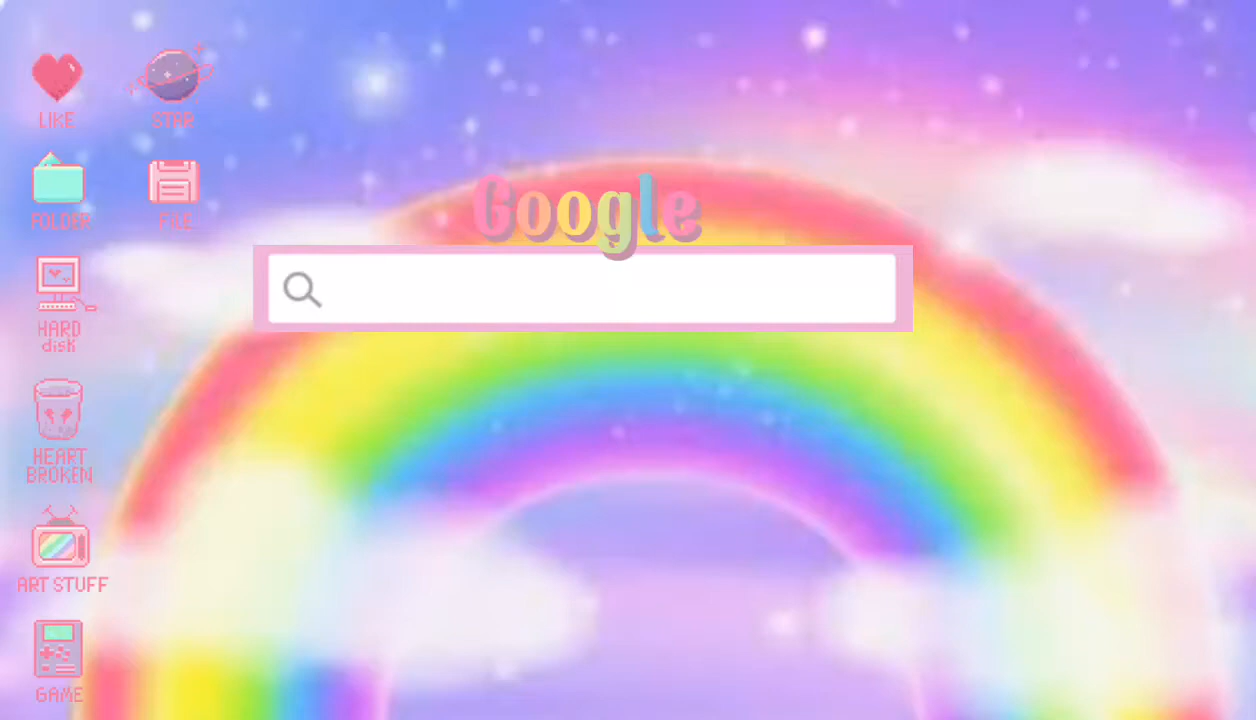 LIKE
STAR
FOLDER
FILE
Google
HARD
disk
HEART
BROKEN
ART STUFF
GAME